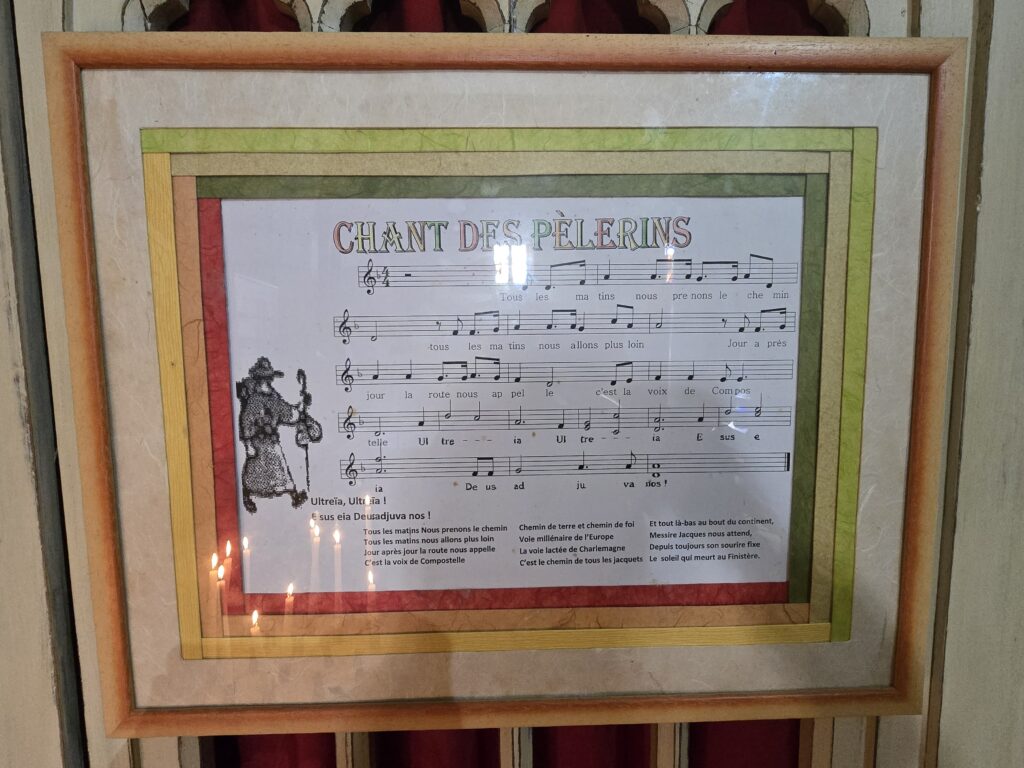 CHANT DES PÈLERINS
Tous les ma tins nous pre nons le che min
tous les ma tins nous allons plus loin Jour a prés
jour la route nous ap pel le c'est la voix de Compos
telle Ul tre - - - - ia Ul tre - - - - ia E sus e
ia De us ad ju va nos !
Ultreïa, Ultreïa !
E sus eia Deusadjuva nos !
Tous les matins Nous prenons le chemin
Tous les matins nous allons plus loin
Jour après jour la route nous appelle
C'est la voix de Compostelle
Chemin de terre et chemin de foi
Voie millénaire de l'Europe
La voie lactée de Charlemagne
C'est le chemin de tous les jacquets
Et tout là-bas au bout du continent,
Messire Jacques nous attend,
Depuis toujours son sourire fixe
Le soleil qui meurt au Finistère.